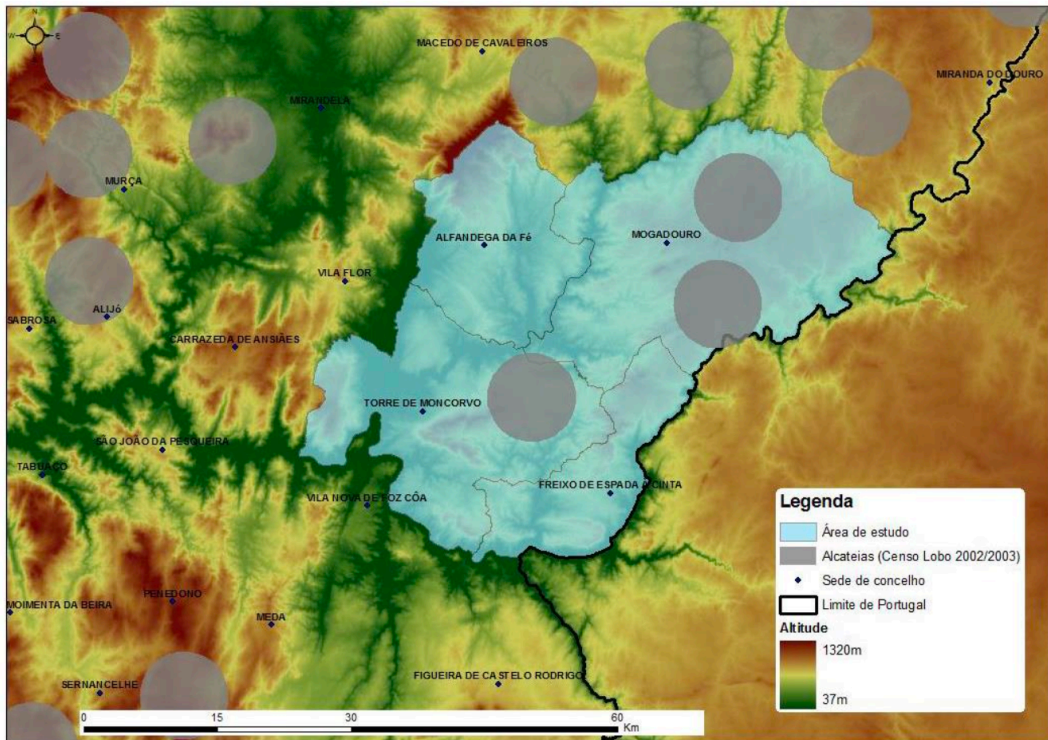 N
W E
MACEDO DE CAVALEIROS
MIRANDA DO DOURO
MIRANDELA
MURÇA
ALFANDEGA DA Fé
MOGADOURO
VILA FLOR
ALIJó
SABROSA
CARRAZEDA DE ANSIÃES
TORRE DE MONCORVO
SÃO JOÃO DA PESQUEIRA
TABUAÇO
FREIXO DE ESPADA A CINTA
VILA NOVA DE FOZ CÔA
PENEDONO
MOIMENTA DA BEIRA
MEDA
FIGUEIRA DE CASTELO RODRIGO
SERNANCELHE
0 15 30 60
Km
Legenda
Área de estudo
Alcateias (Censo Lobo 2002/2003)
Sede de concelho
Limite de Portugal
Altitude
1320m
37m